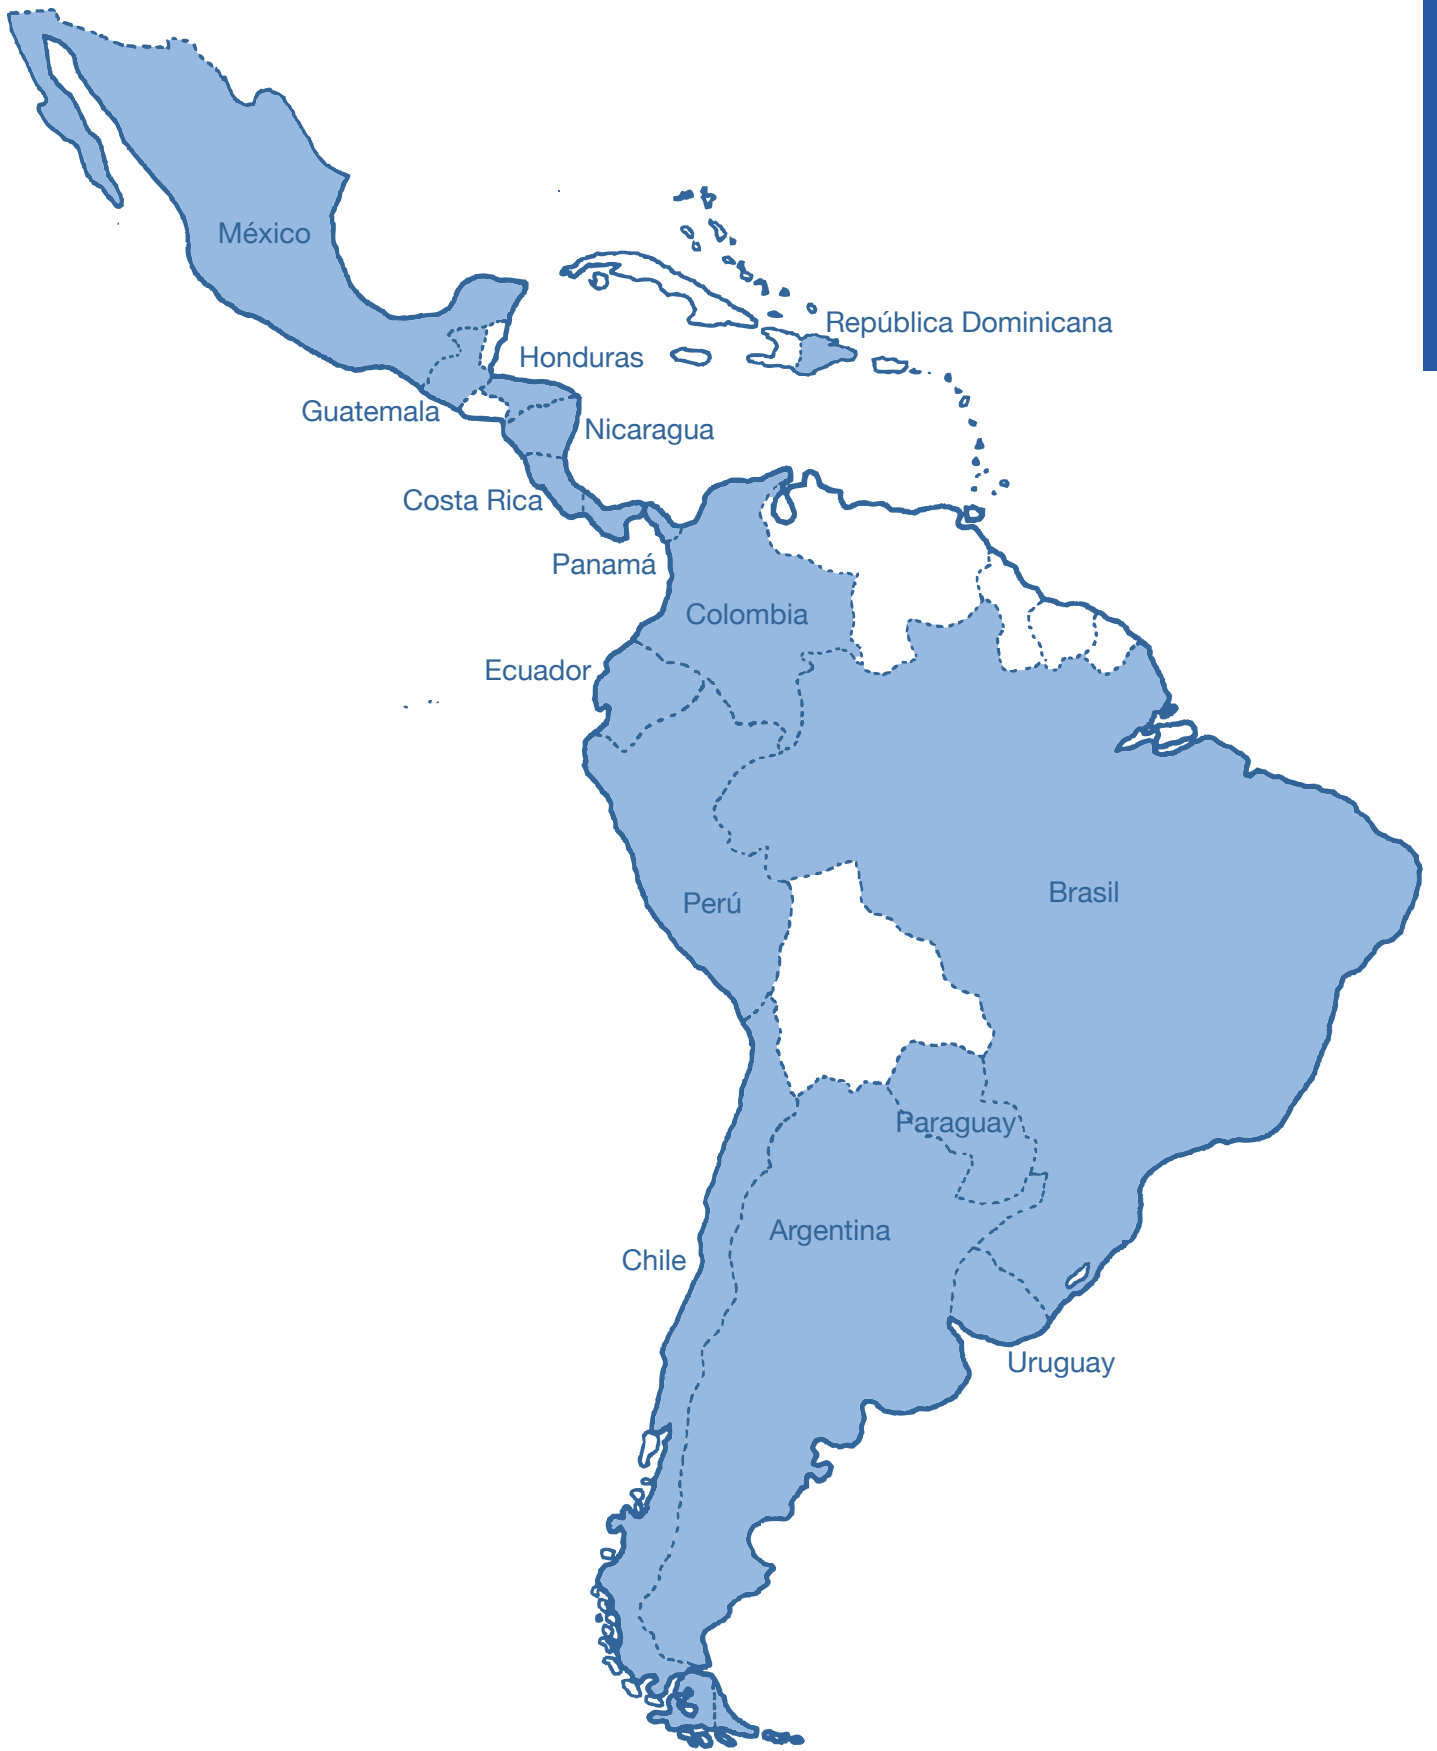 México
República Dominicana
Honduras
Guatemala
Nicaragua
Costa Rica
Panamá
Colombia
Ecuador
Brasil
Perú
Paraguay
Argentina
Chile
Uruguay